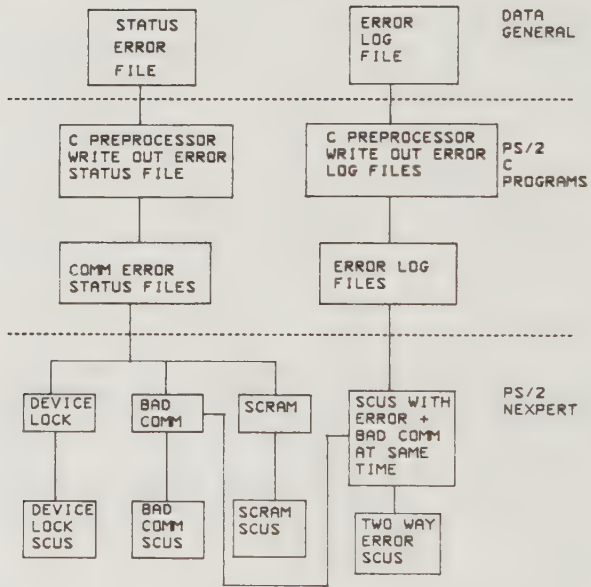 STATUS
ERROR
FILE
ERROR
LOG
FILE
DATA
GENERAL
C PREPROCESSOR
WRITE OUT ERROR
STATUS FILE
C PREPROCESSOR
WRITE OUT ERROR
LOG FILES
PS/2
C
PROGRAMS
COMM ERROR
STATUS FILES
ERROR LOG
FILES
DEVICE
LOCK
BAD
COMM
SCRAM
SCUS WITH
ERROR +
BAD COMM
AT SAME
TIME
PS/2
NEXPERT
DEVICE
LOCK
SCUS
BAD
COMM
SCUS
SCRAM
SCUS
TWO WAY
ERROR
SCUS